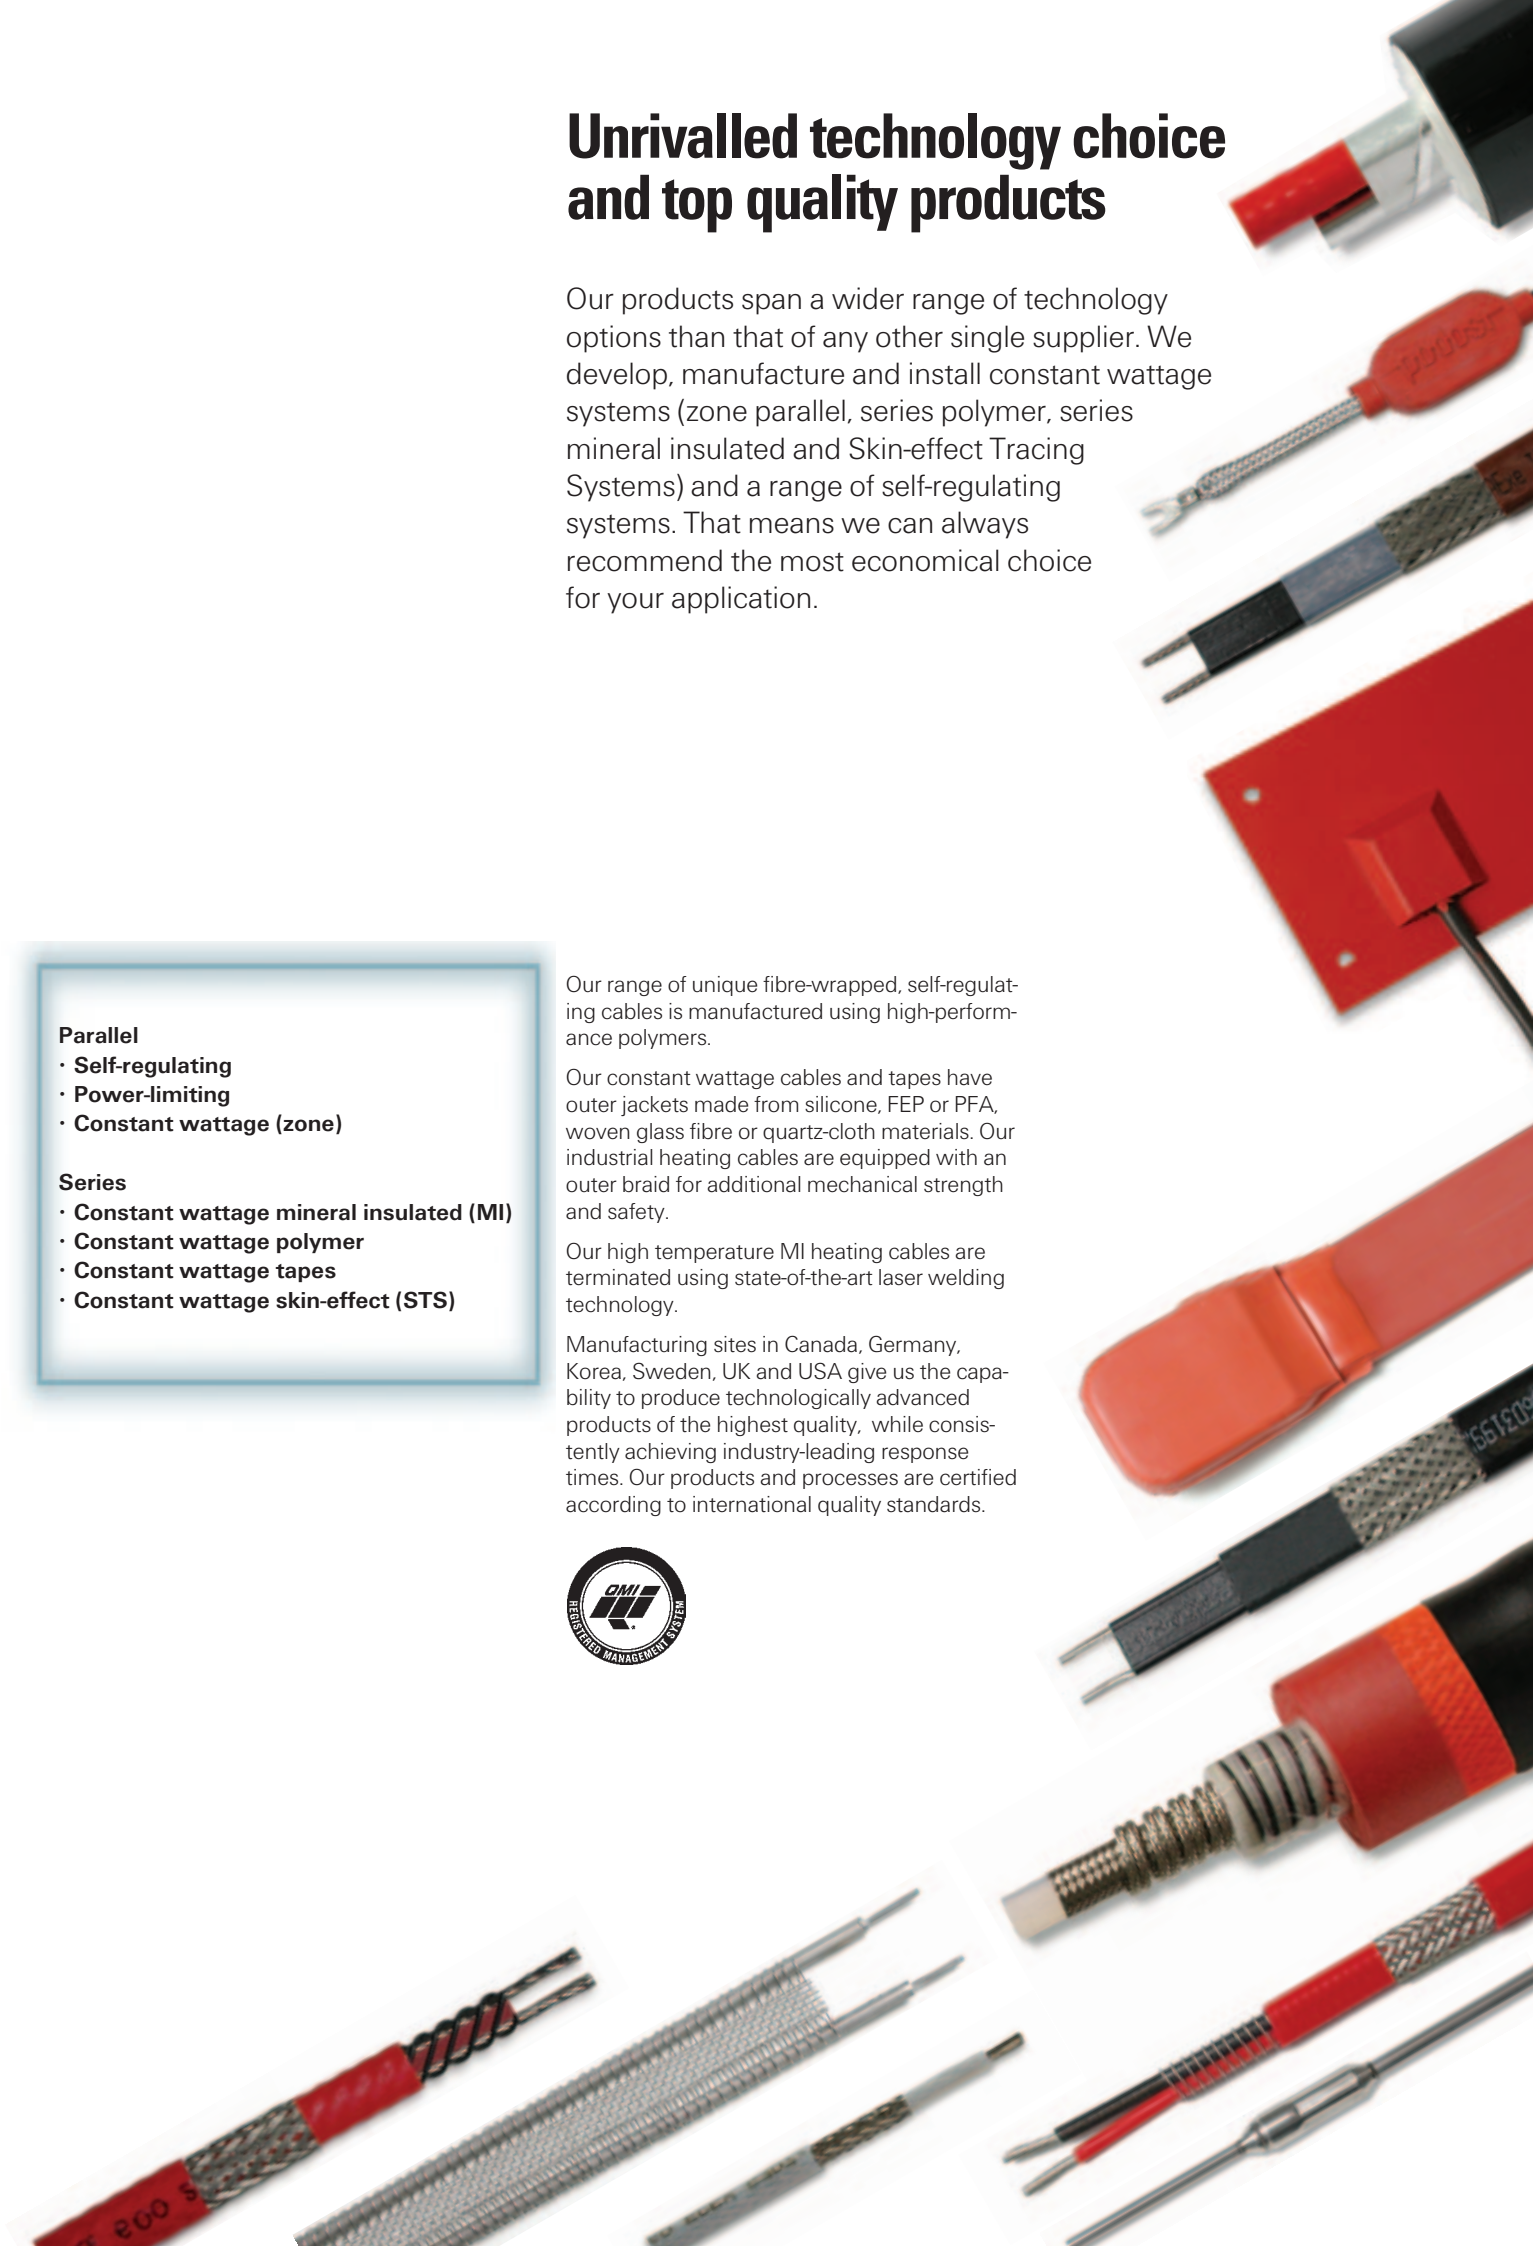 Unrivalled technology choice
and top quality products
Our products span a wider range of technology
options than that of any other single supplier. We
develop, manufacture and install constant wattage
systems (zone parallel, series polymer, series
mineral insulated and Skin-effect Tracing
Systems) and a range of self-regulating
systems. That means we can always
recommend the most economical choice
for your application.
Parallel
· Self-regulating
· Power-limiting
· Constant wattage (zone)
Series
· Constant wattage mineral insulated (MI)
· Constant wattage polymer
· Constant wattage tapes
· Constant wattage skin-effect (STS)
Our range of unique fibre-wrapped, self-regulat-
ing cables is manufactured using high-perform-
ance polymers.
Our constant wattage cables and tapes have
outer jackets made from silicone, FEP or PFA,
woven glass fibre or quartz-cloth materials. Our
industrial heating cables are equipped with an
outer braid for additional mechanical strength
and safety.
Our high temperature MI heating cables are
terminated using state-of-the-art laser welding
technology.
Manufacturing sites in Canada, Germany,
Korea, Sweden, UK and USA give us the capa-
bility to produce technologically advanced
products of the highest quality, while consis-
tently achieving industry-leading response
times. Our products and processes are certified
according to international quality standards.
QMI
REGISTERED MANAGEMENT SYSTEM